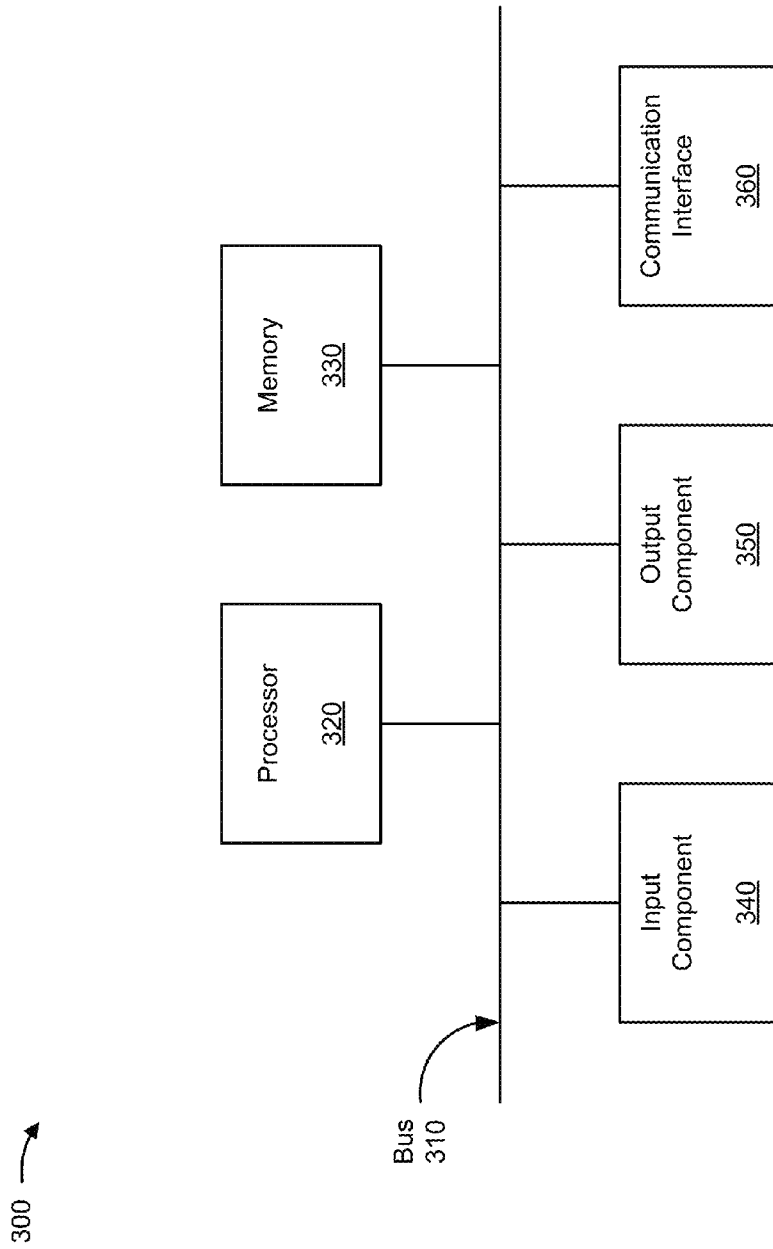 300
Bus
310
Processor
320
Memory
330
Input
Component
340
Output
Component
350
Communication
Interface
360